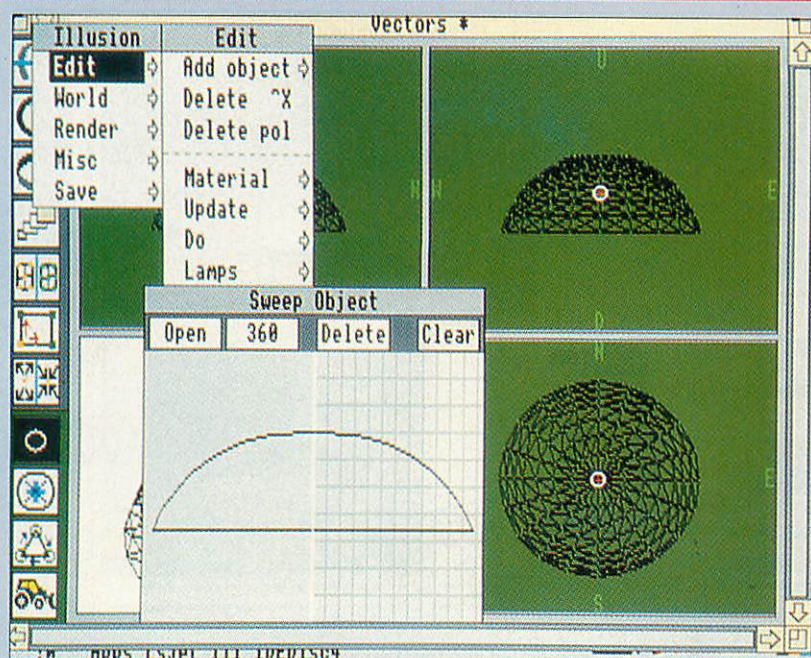 Vectors *
Illusion
Edit
World
Render
Misc
Save
Edit
Add object
Delete ^X
Delete pol
Material
Update
Do
Lamps
N
U
W
E
D
Sweep Object
Open 360 Delete Clear
N
E
S